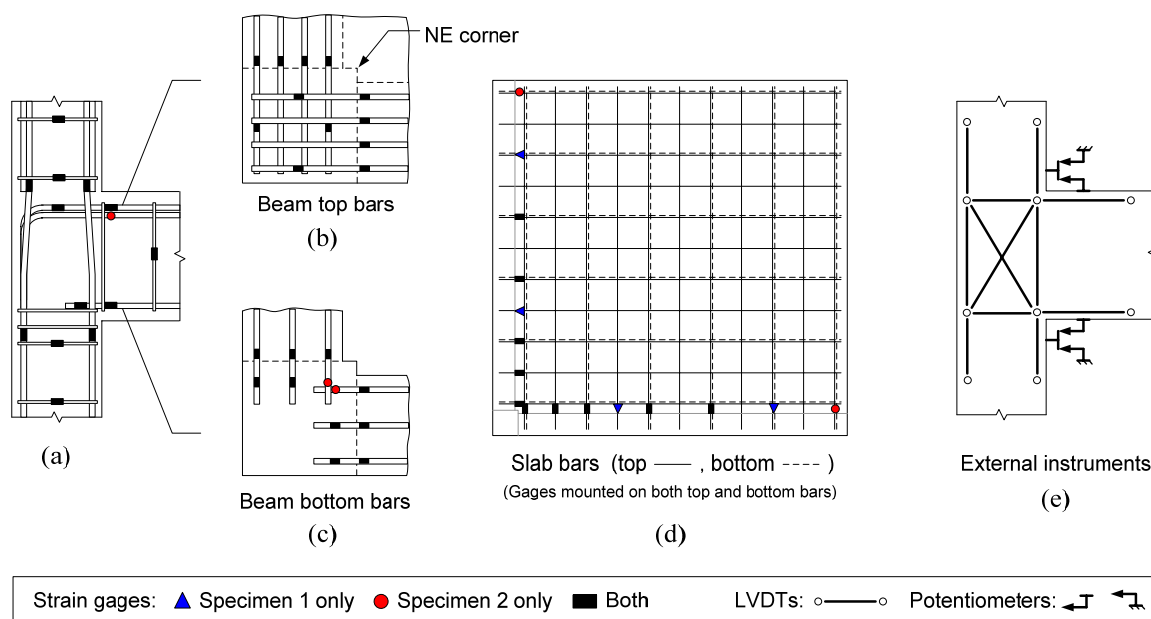 NE corner
Beam top bars
(b)
(a)
Beam bottom bars
(c)
Slab bars (top , bottom )
(Gages mounted on both top and bottom bars)
(d)
External instruments
(e)
Strain gages: Specimen 1 only Specimen 2 only Both LVDTs: Potentiometers: